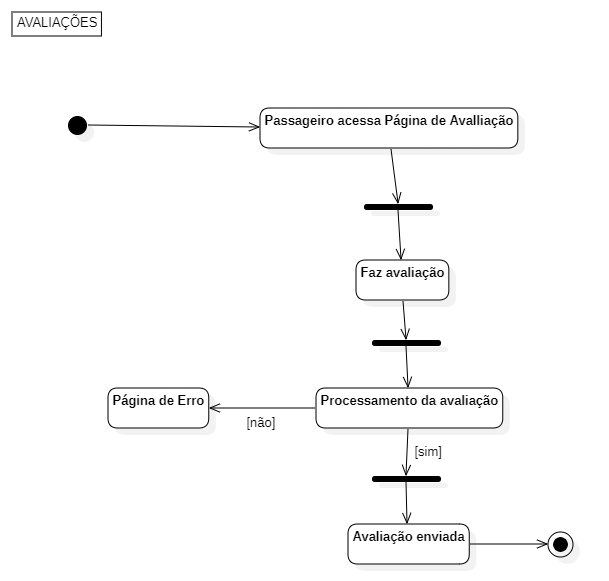 AVALIAÇÕES
Passageiro acessa Página de Avalliação
Faz avaliação
Página de Erro
[não]
Processamento da avaliação
[sim]
Avaliação enviada